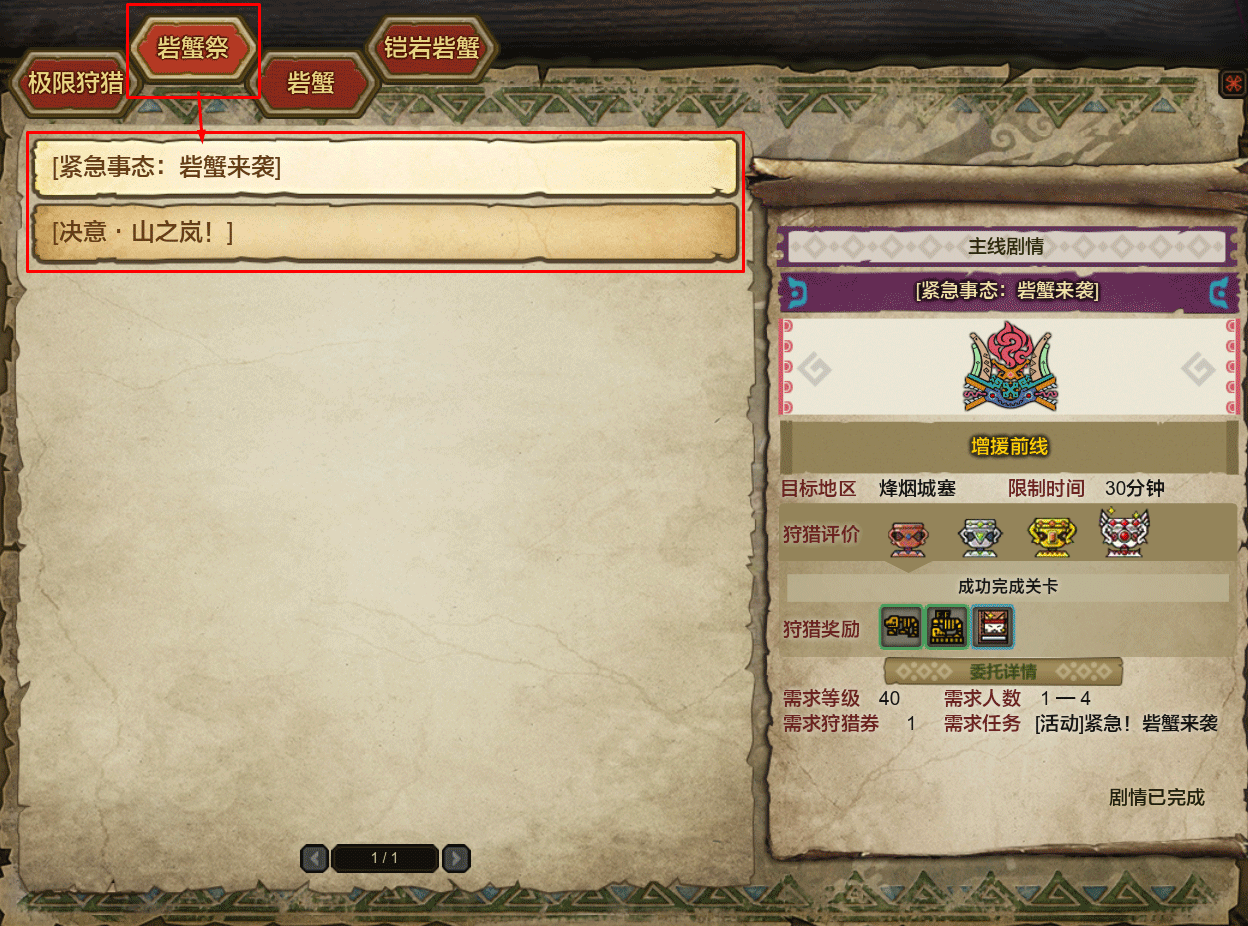 极限狩猎
砦蟹祭
砦蟹
铠岩砦蟹
[紧急事态：砦蟹来袭]
[决意·山之岚！]
1 / 1
主线剧情
[紧急事态：砦蟹来袭]
增援前线
目标地区 烽烟城塞 限制时间 30分钟
狩猎评价
成功完成关卡
狩猎奖励
委托详情
需求等级 40 需求人数 1 一 4
需求狩猎券 1 需求任务 [活动]紧急！砦蟹来袭
剧情已完成